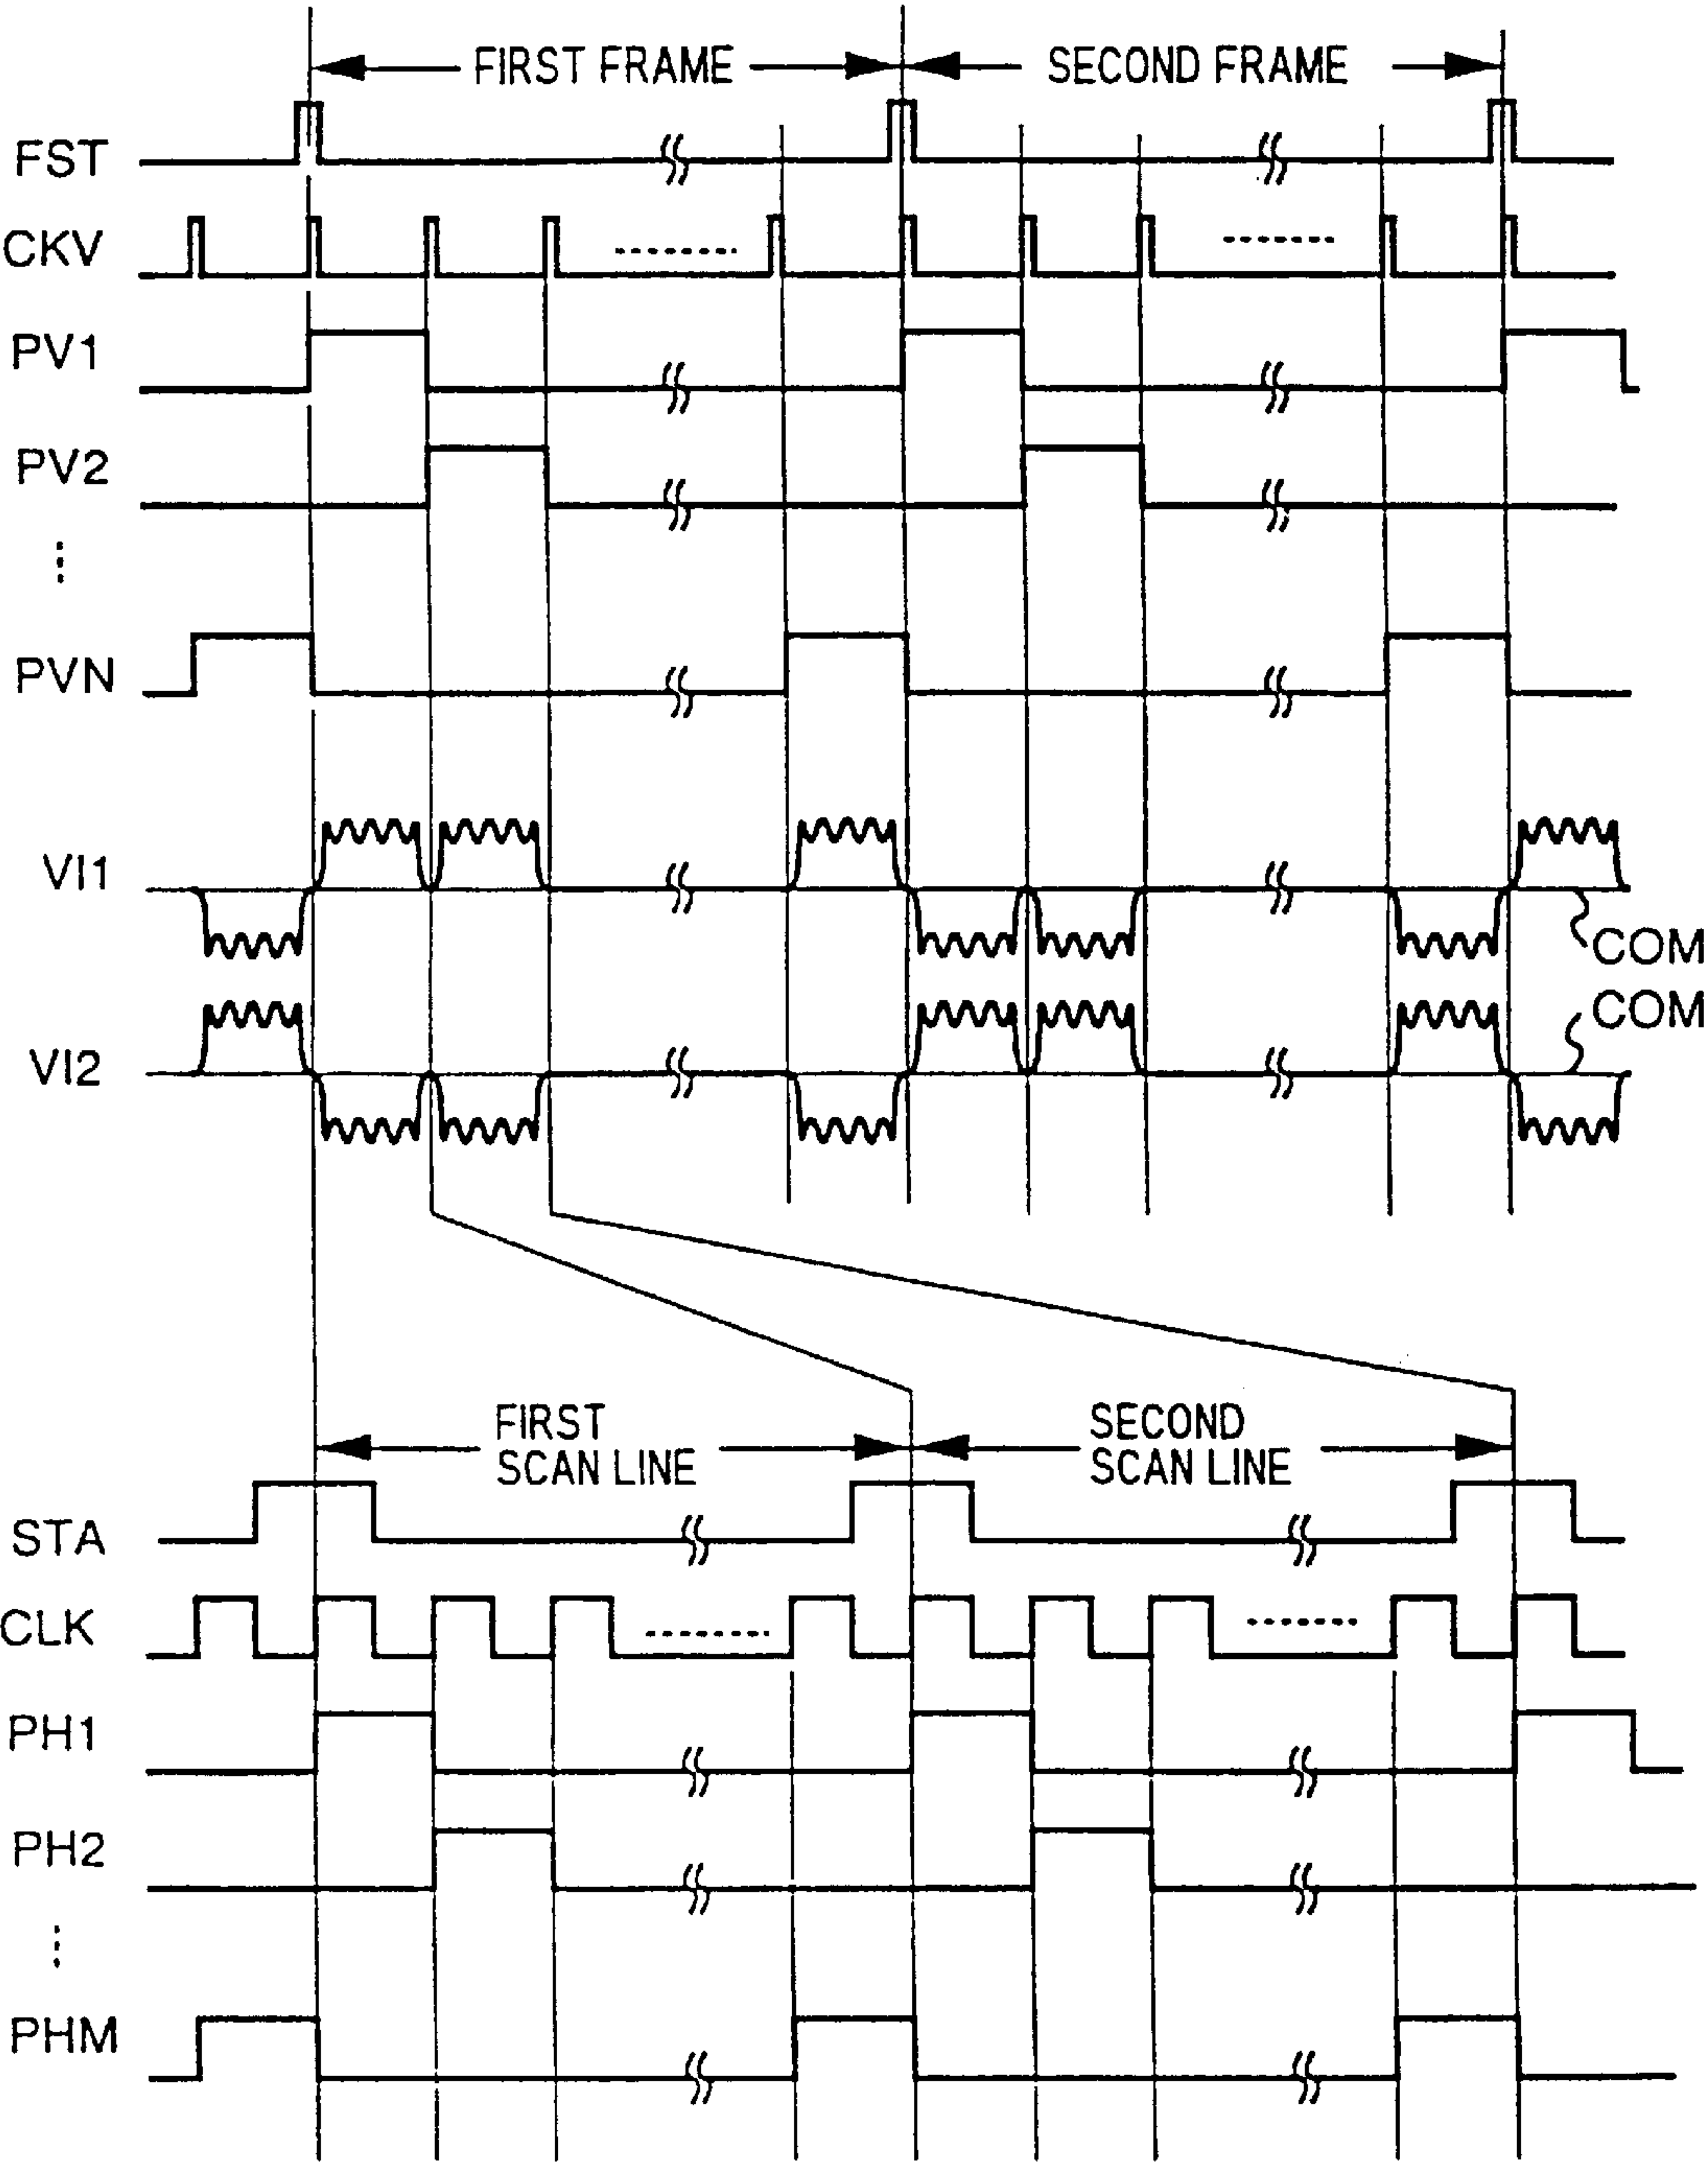 FIRST FRAME
SECOND FRAME
FST
CKV
PV1
PV2
PVN
VI1
COM
COM
VI2
FIRST
SCAN LINE
SECOND
SCAN LINE
STA
CLK
PH1
PH2
PHM